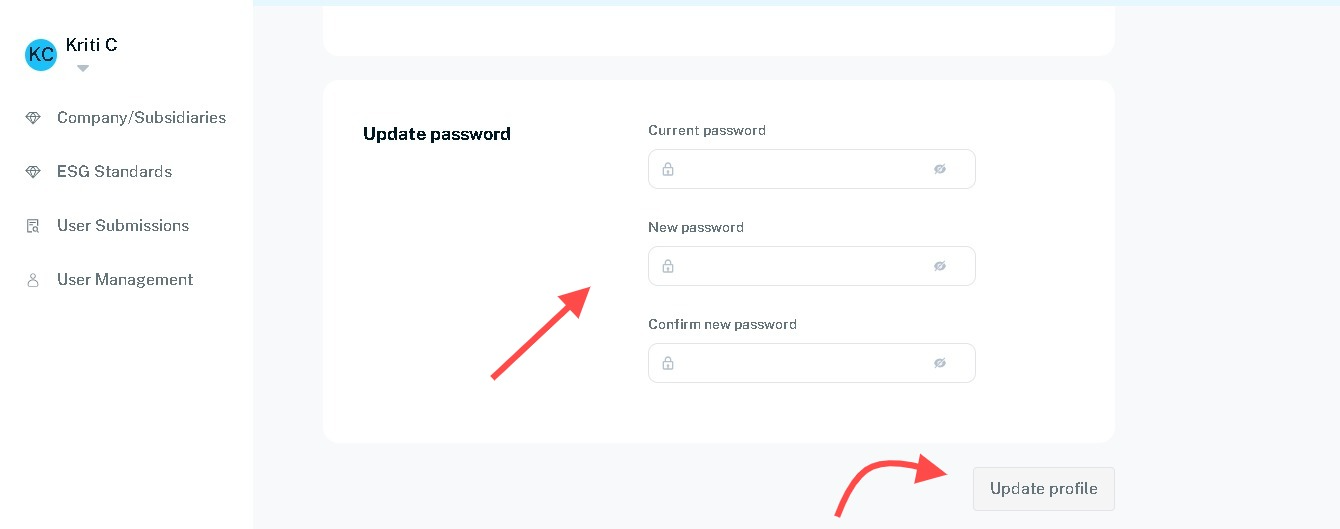 KC
Kriti C
Company/Subsidiaries
ESG Standards
User Submissions
User Management
Update password
Current password
New password
Confirm new password
Update profile